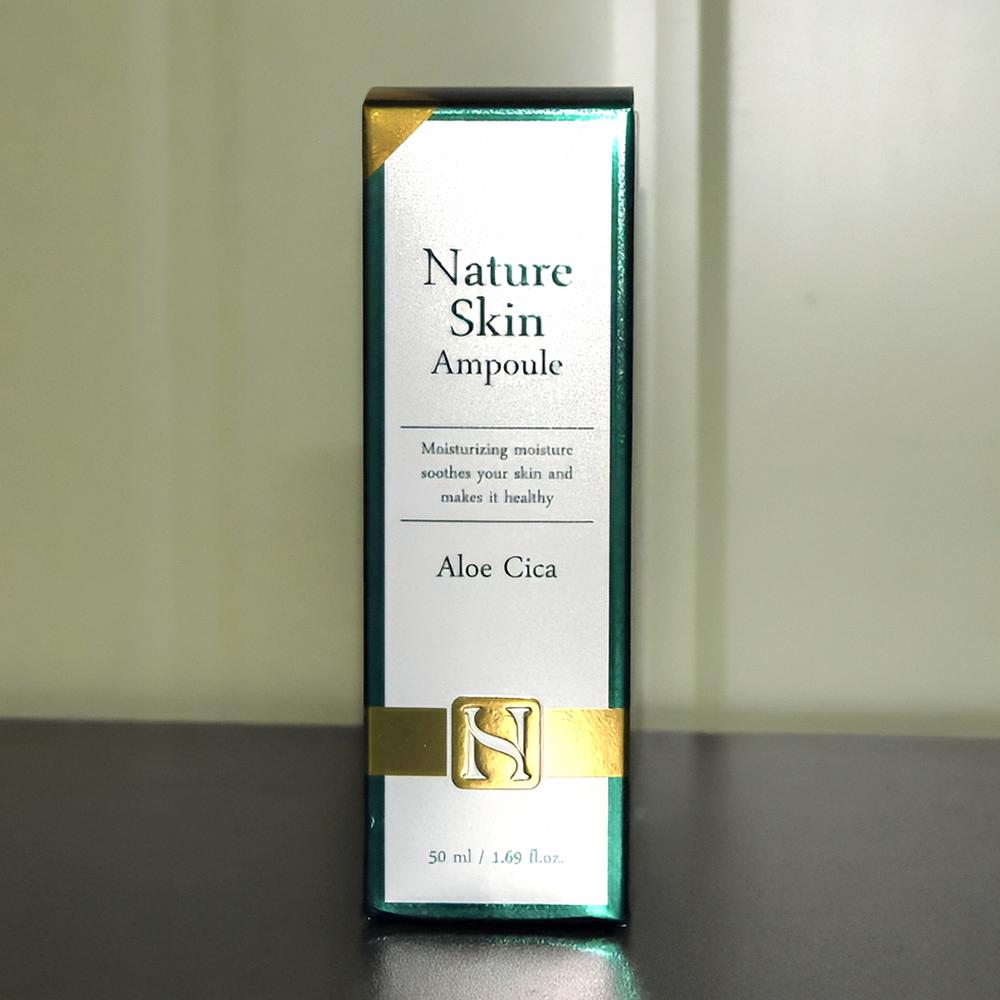 Nature
Skin
Ampoule
Moisturizing moisture
soothes your skin and
makes it healthy
Aloe Cica
N
50 ml / 1.69 fl.oz.